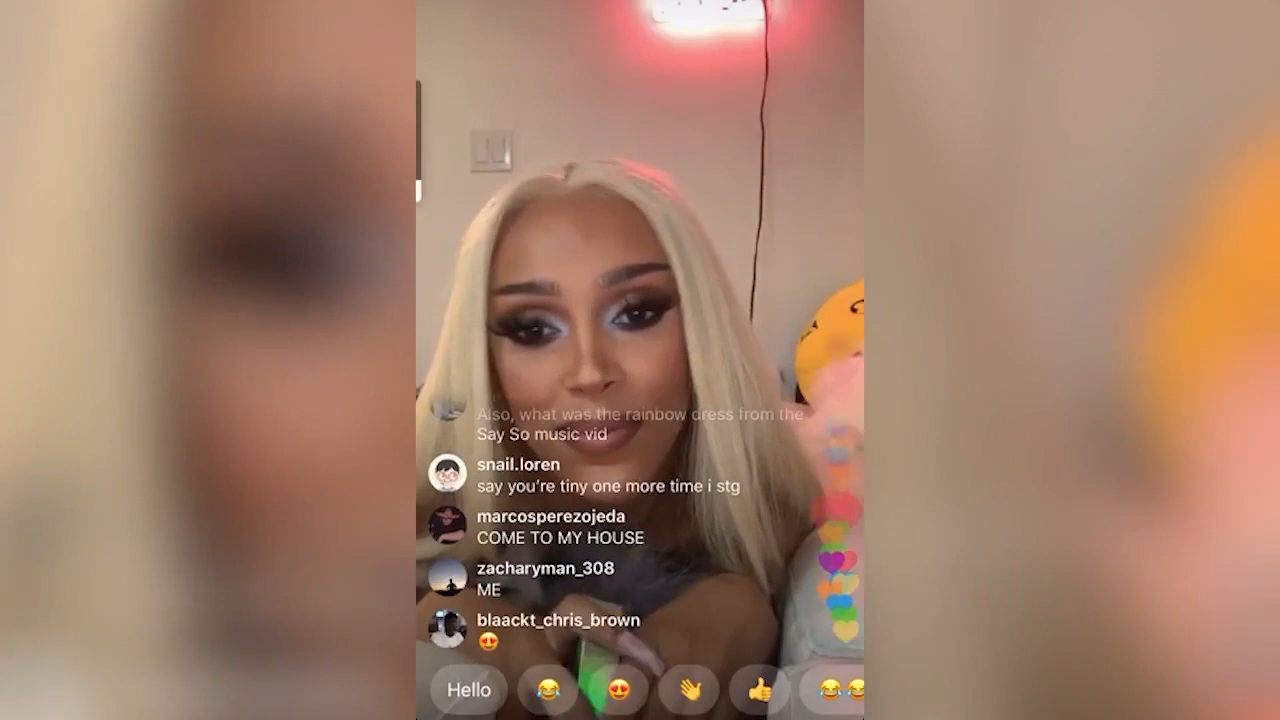 Also, what was the rainbow dress from the
Say So music vid
snail.loren
say you’re tiny one more time i stg
marcosperezojeda
COME TO MY HOUSE
zacharyman_308
ME
blaackt_chris_brown
😍
Hello 😂 😍 👋 👍 😂😂